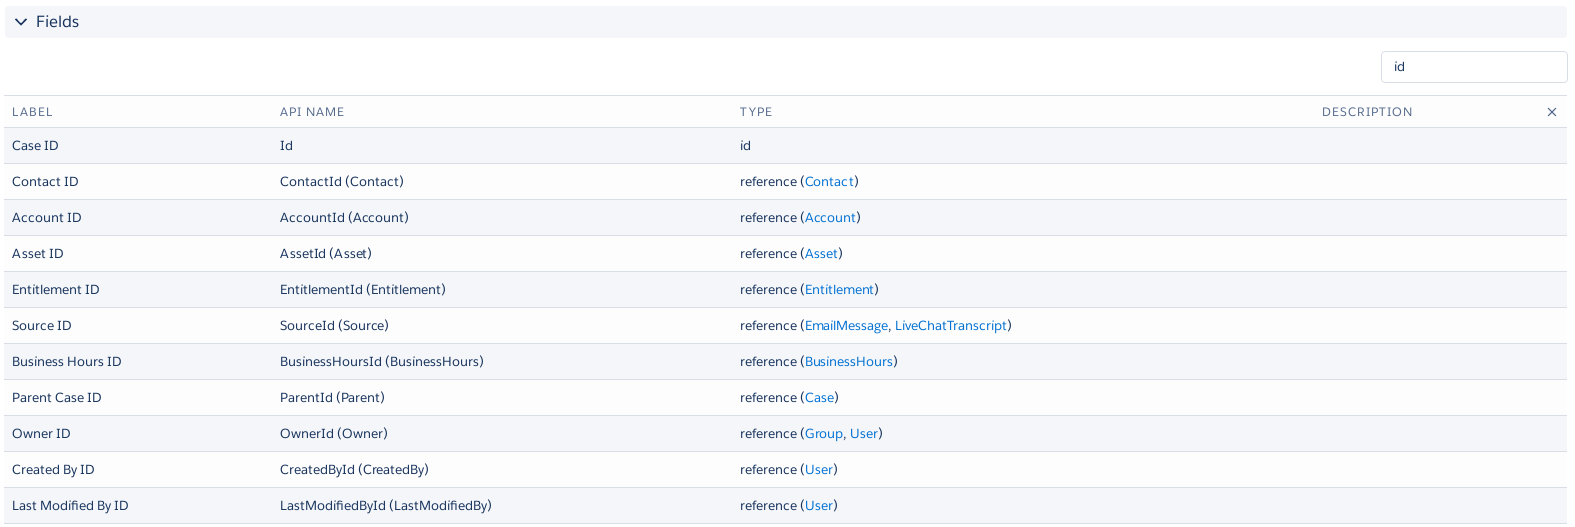 Fields
id
LABEL API NAME TYPE DESCRIPTION
Case ID Id id
Contact ID ContactId (Contact) reference (Contact)
Account ID AccountId (Account) reference (Account)
Asset ID AssetId (Asset) reference (Asset)
Entitlement ID EntitlementId (Entitlement) reference (Entitlement)
Source ID SourceId (Source) reference (EmailMessage, LiveChatTranscript)
Business Hours ID BusinessHoursId (BusinessHours) reference (BusinessHours)
Parent Case ID ParentId (Parent) reference (Case)
Owner ID OwnerId (Owner) reference (Group, User)
Created By ID CreatedById (CreatedBy) reference (User)
Last Modified By ID LastModifiedById (LastModifiedBy) reference (User)